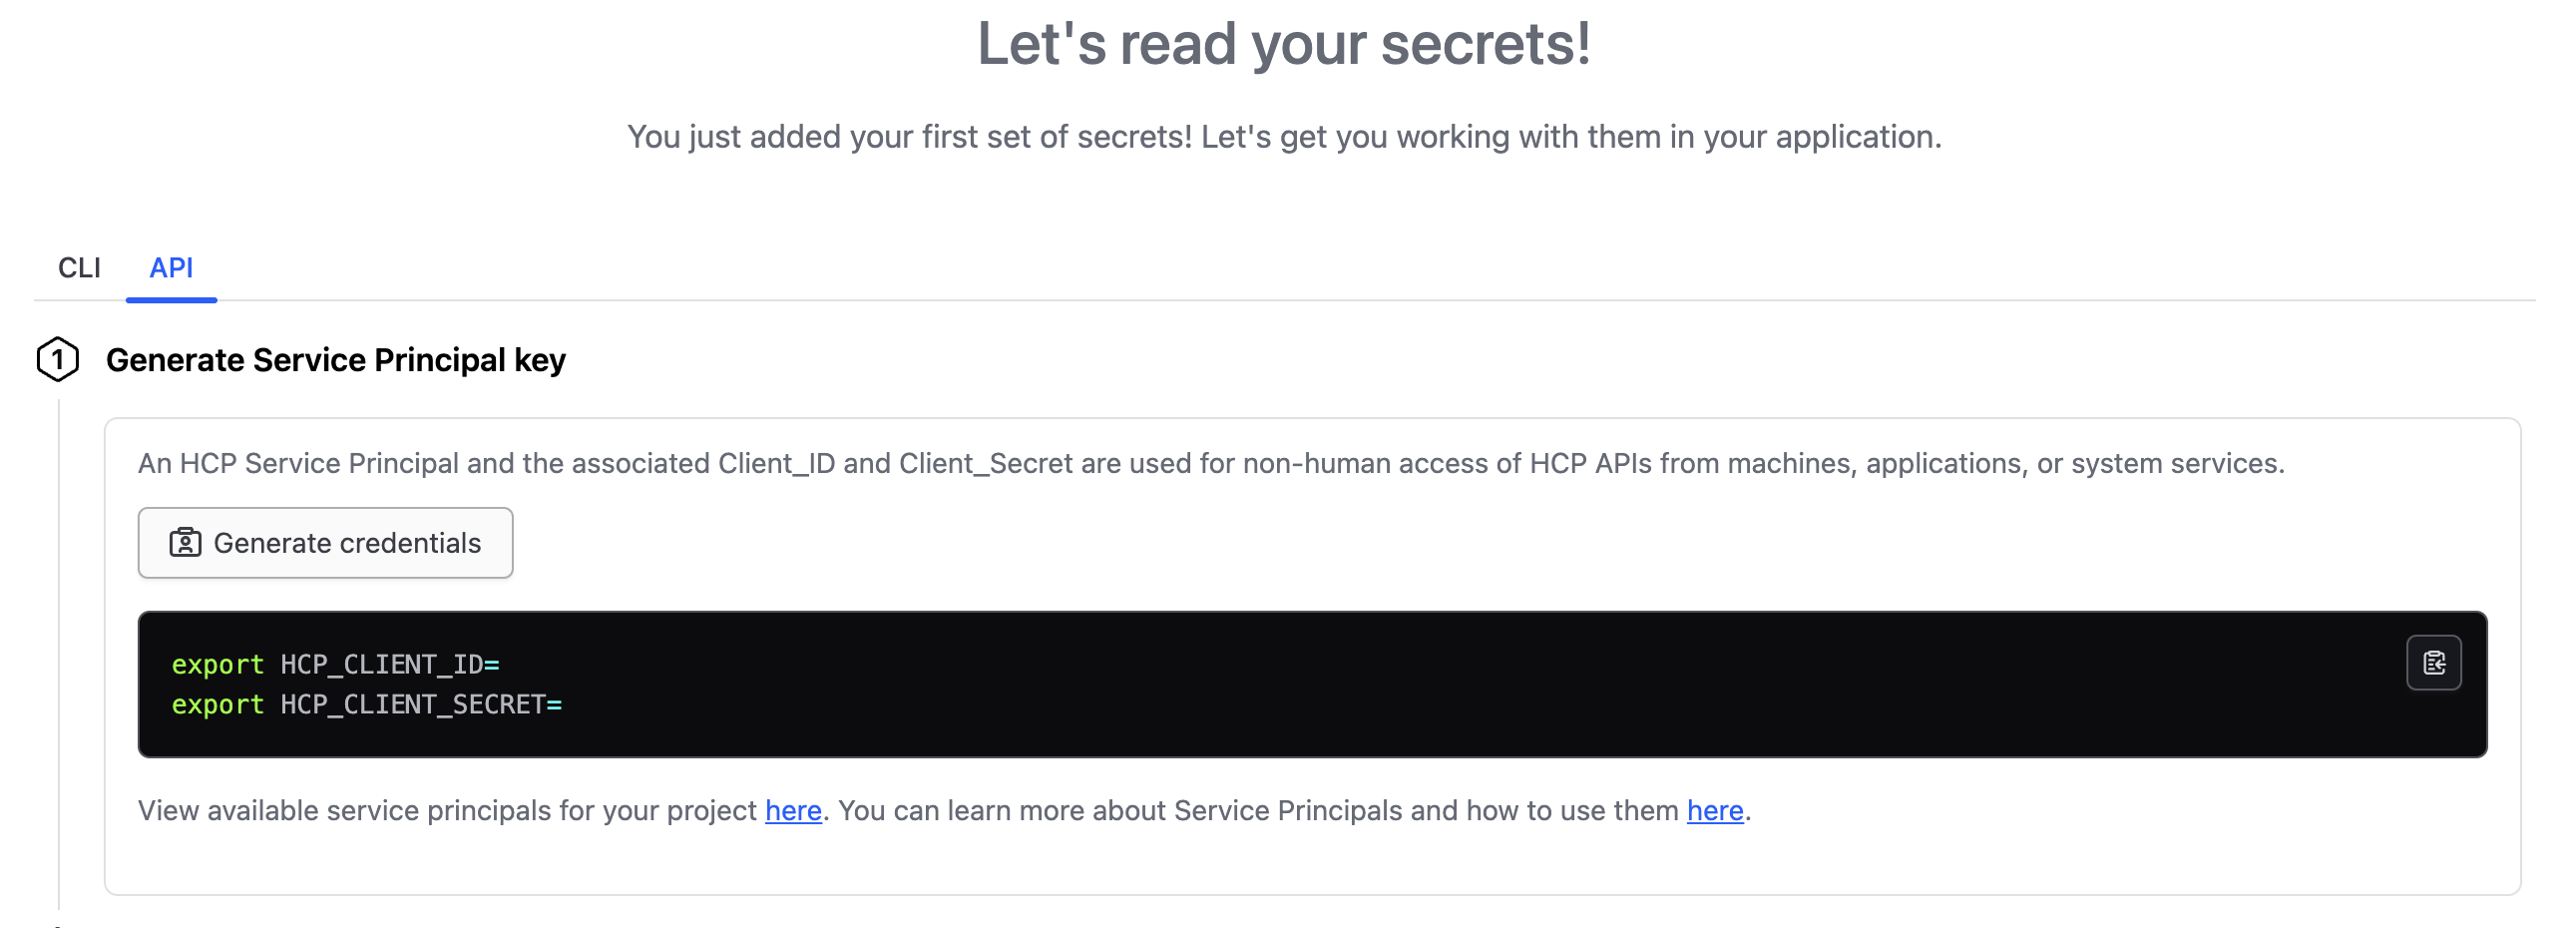 Let's read your secrets!
You just added your first set of secrets! Let's get you working with them in your application.
CLI
API
1
Generate Service Principal key
An HCP Service Principal and the associated Client_ID and Client_Secret are used for non-human access of HCP APIs from machines, applications, or system services.
Generate credentials
export HCP_CLIENT_ID=
export HCP_CLIENT_SECRET=
View available service principals for your project here. You can learn more about Service Principals and how to use them here.